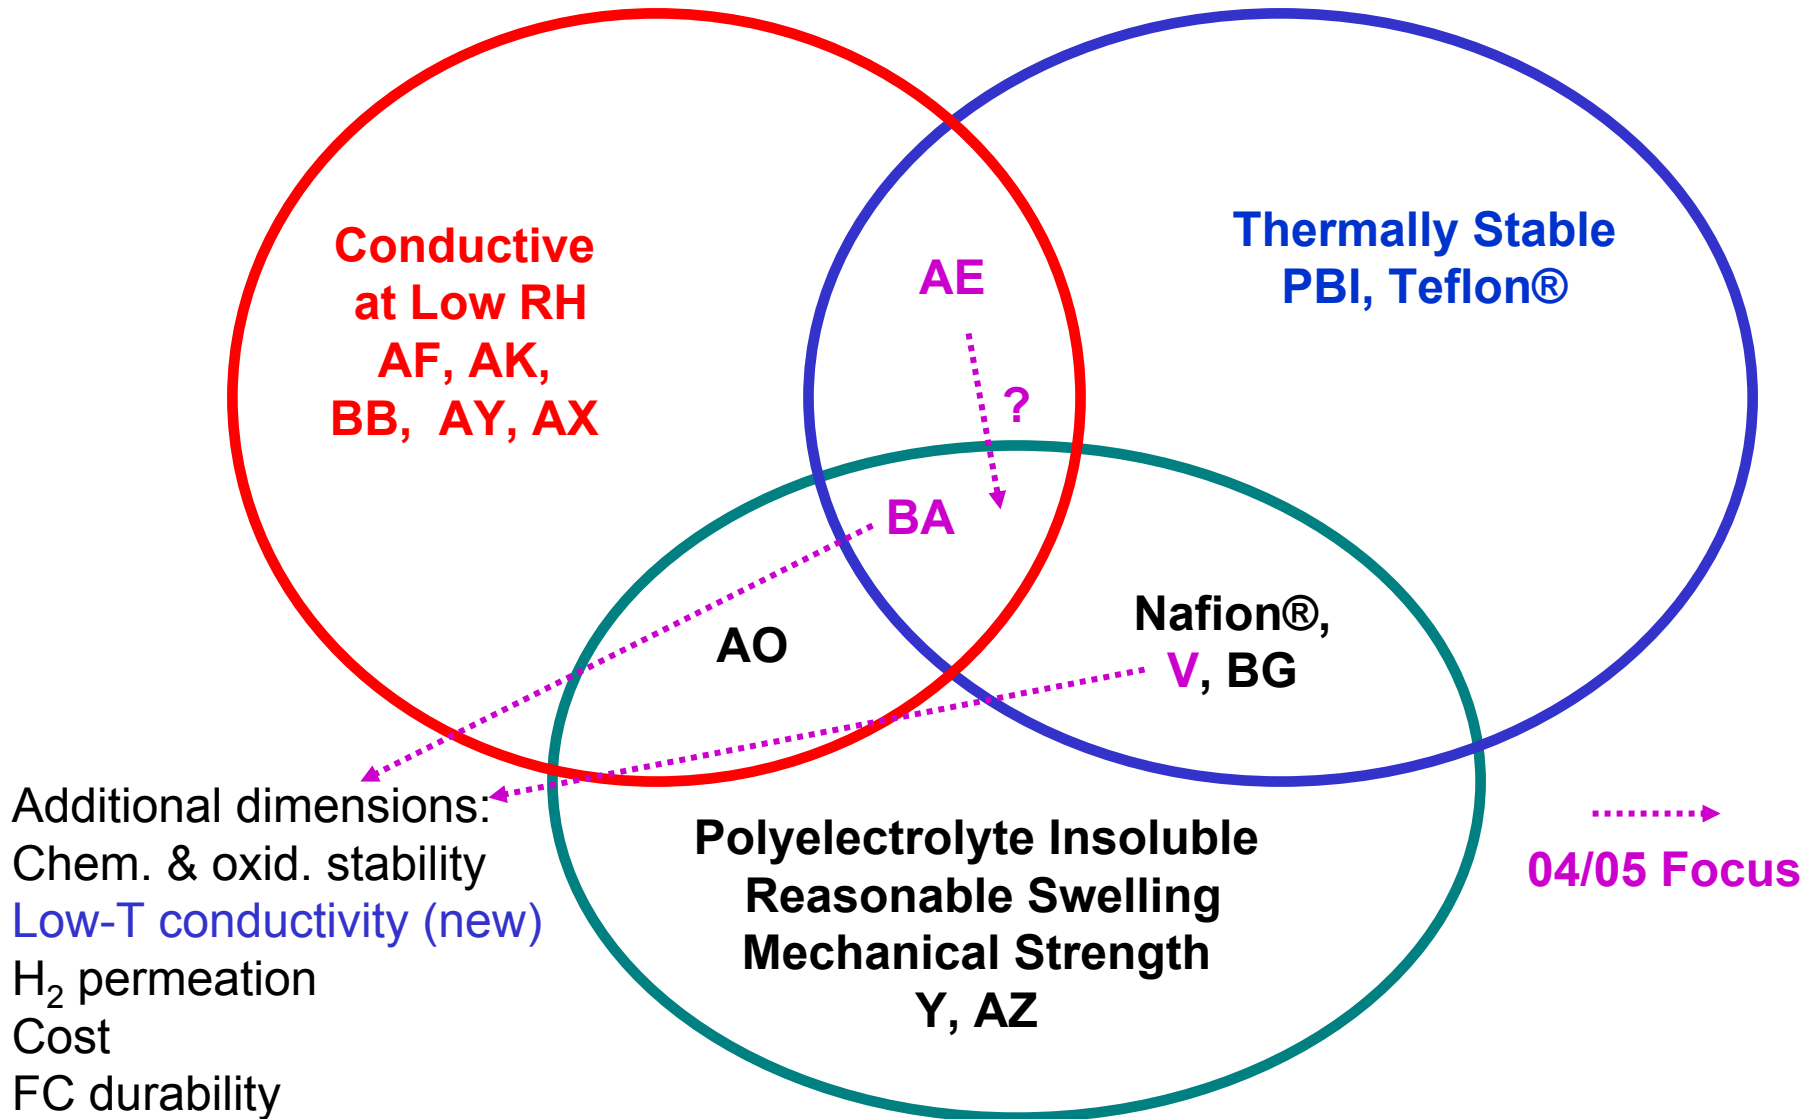 Conductive
at Low RH
AF, AK,
BB, AY, AX
Thermally Stable
PBI, Teflon®
AE
?
BA
AO
Nafion®,
V, BG
Polyelectrolyte Insoluble
Reasonable Swelling
Mechanical Strength
Y, AZ
04/05 Focus
Additional dimensions:
Chem. & oxid. stability
Low-T conductivity (new)
H₂ permeation
Cost
FC durability